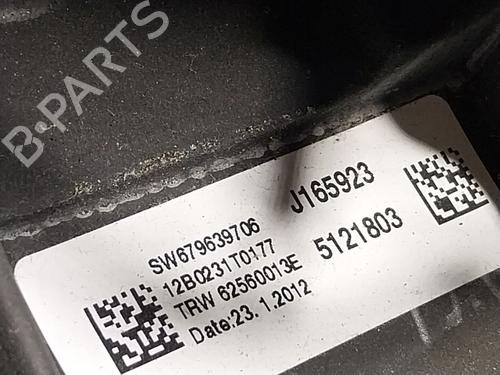 B-PARTS
SW679639706
12B0231T0177
TRW 62560013E
Date:23.1.2012
J165923
5121803